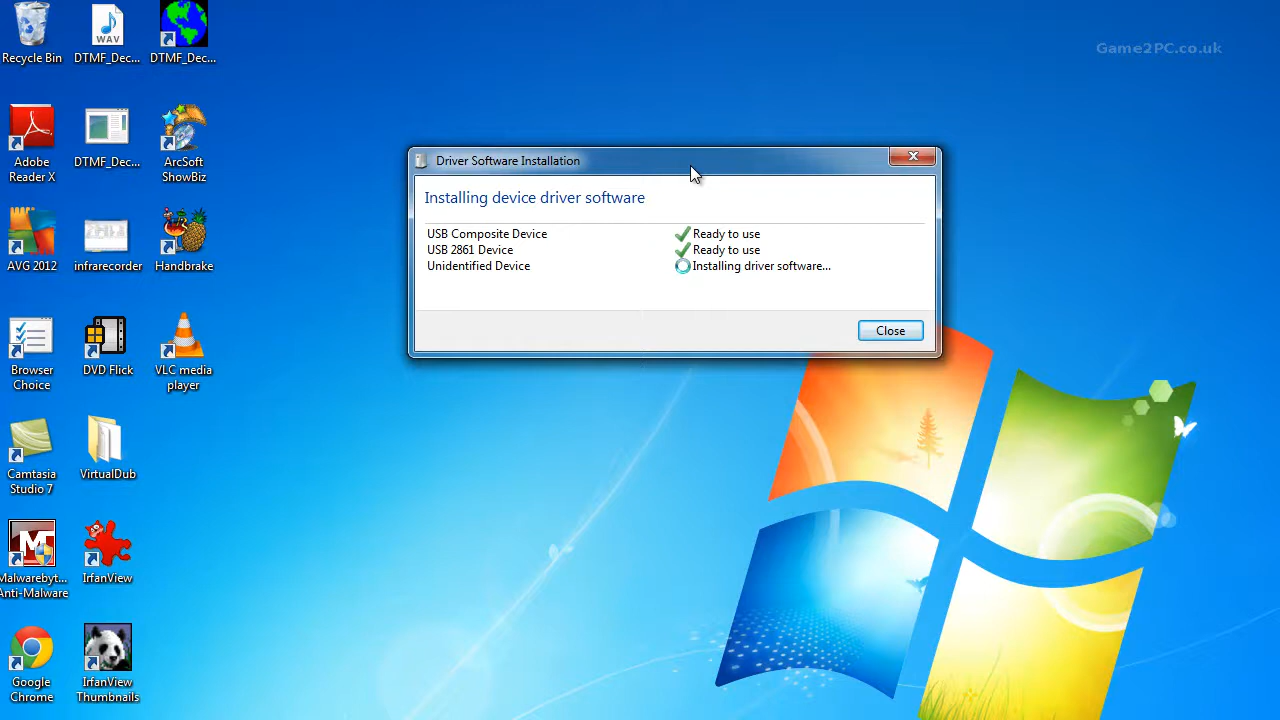 Game2PC.co.uk
Recycle Bin
DTMF_Dec...
DTMF_Dec...
WAV
Adobe
Reader X
DTMF_Dec...
ArcSoft
ShowBiz
AVG 2012
infrarecorder
Handbrake
Browser
Choice
DVD Flick
VLC media
player
Camtasia
Studio 7
VirtualDub
Malwarebyt...
Anti-Malware
IrfanView
Google
Chrome
IrfanView
Thumbnails
Driver Software Installation
Installing device driver software
USB Composite Device Ready to use
USB 2861 Device Ready to use
Unidentified Device Installing driver software...
Close